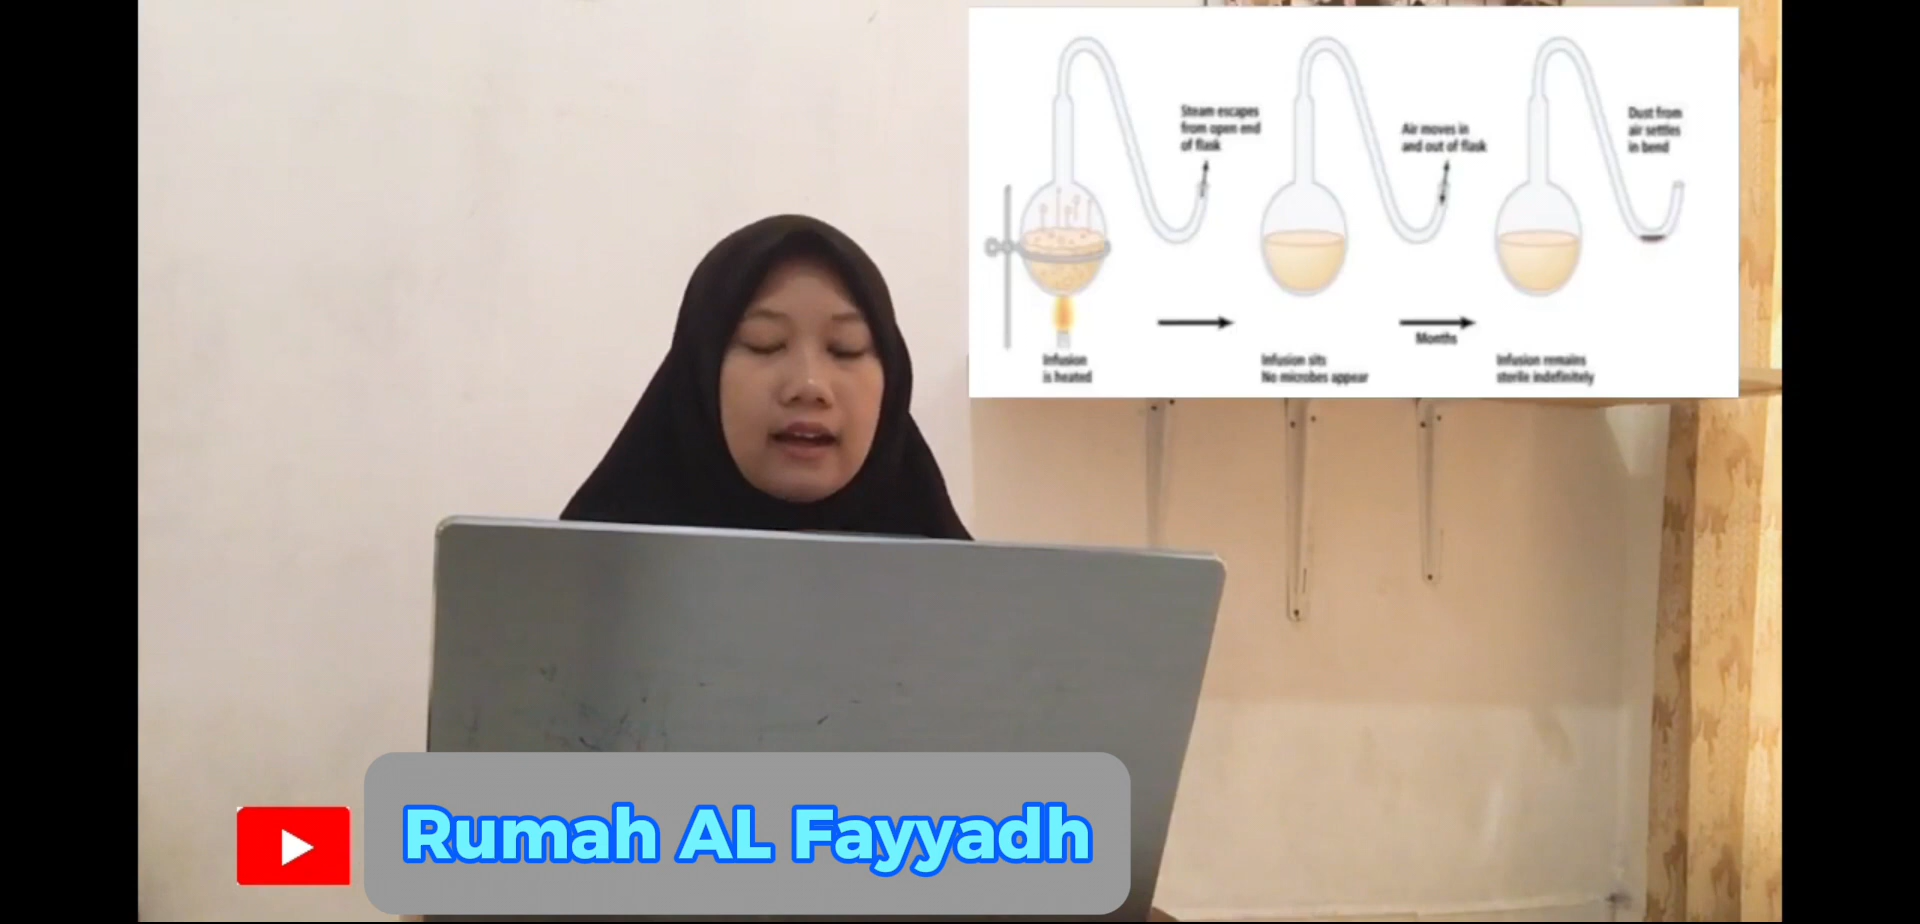 Steam escapes
from open end
of flask
Air moves in
and out of flask
Dust from
air settles
in bend
Months
Infusion
is heated
Infusion sits
No microbes appear
Infusion remains
sterile indefinitely
Rumah AL Fayyadh